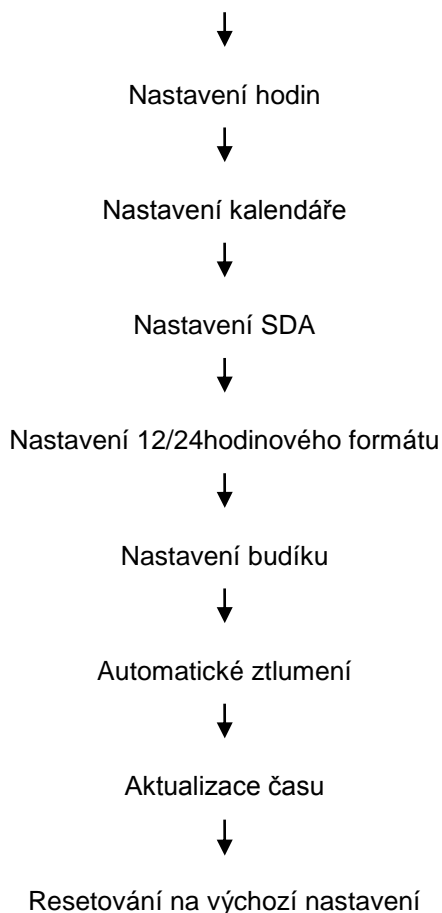 Nastavení hodin
Nastavení kalendáře
Nastavení SDA
Nastavení 12/24hodinového formátu
Nastavení budíku
Automatické ztlumení
Aktualizace času
Resetování na výchozí nastavení